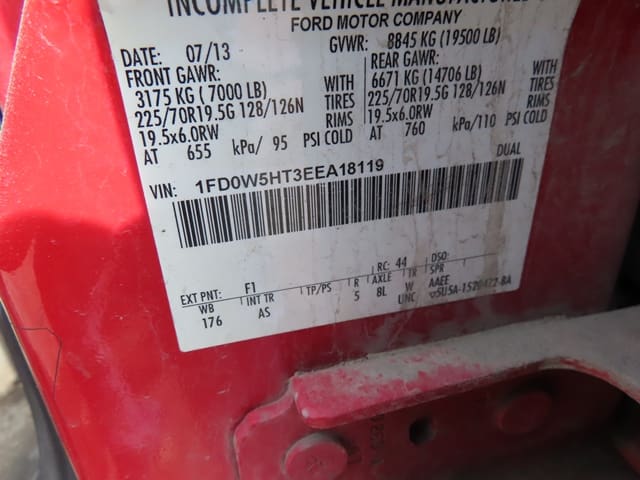 INCOMPLETE VEHICLE MANUFACTURED
FORD MOTOR COMPANY
DATE: 07/13 GVWR: 8845 KG (19500 LB)
FRONT GAWR: REAR GAWR:
3175 KG ( 7000 LB) WITH 6671 KG (14706 LB) WITH
225/70R19.5G 128/126N TIRES 225/70R19.5G 128/126N TIRES
19.5x6.0RW RIMS 19.5x6.0RW RIMS
AT 655 kPa/ 95 PSI COLD AT 760 kPa/110 PSI COLD
DUAL
VIN: 1FD0W5HT3EEA18119
EXT PNT: F1 RC: 44 DSO:
WB INT TR TP/PS R AXLE TR SPR
176 AS 5 8L W AAEE
UNC 5U5A-1520472-BA